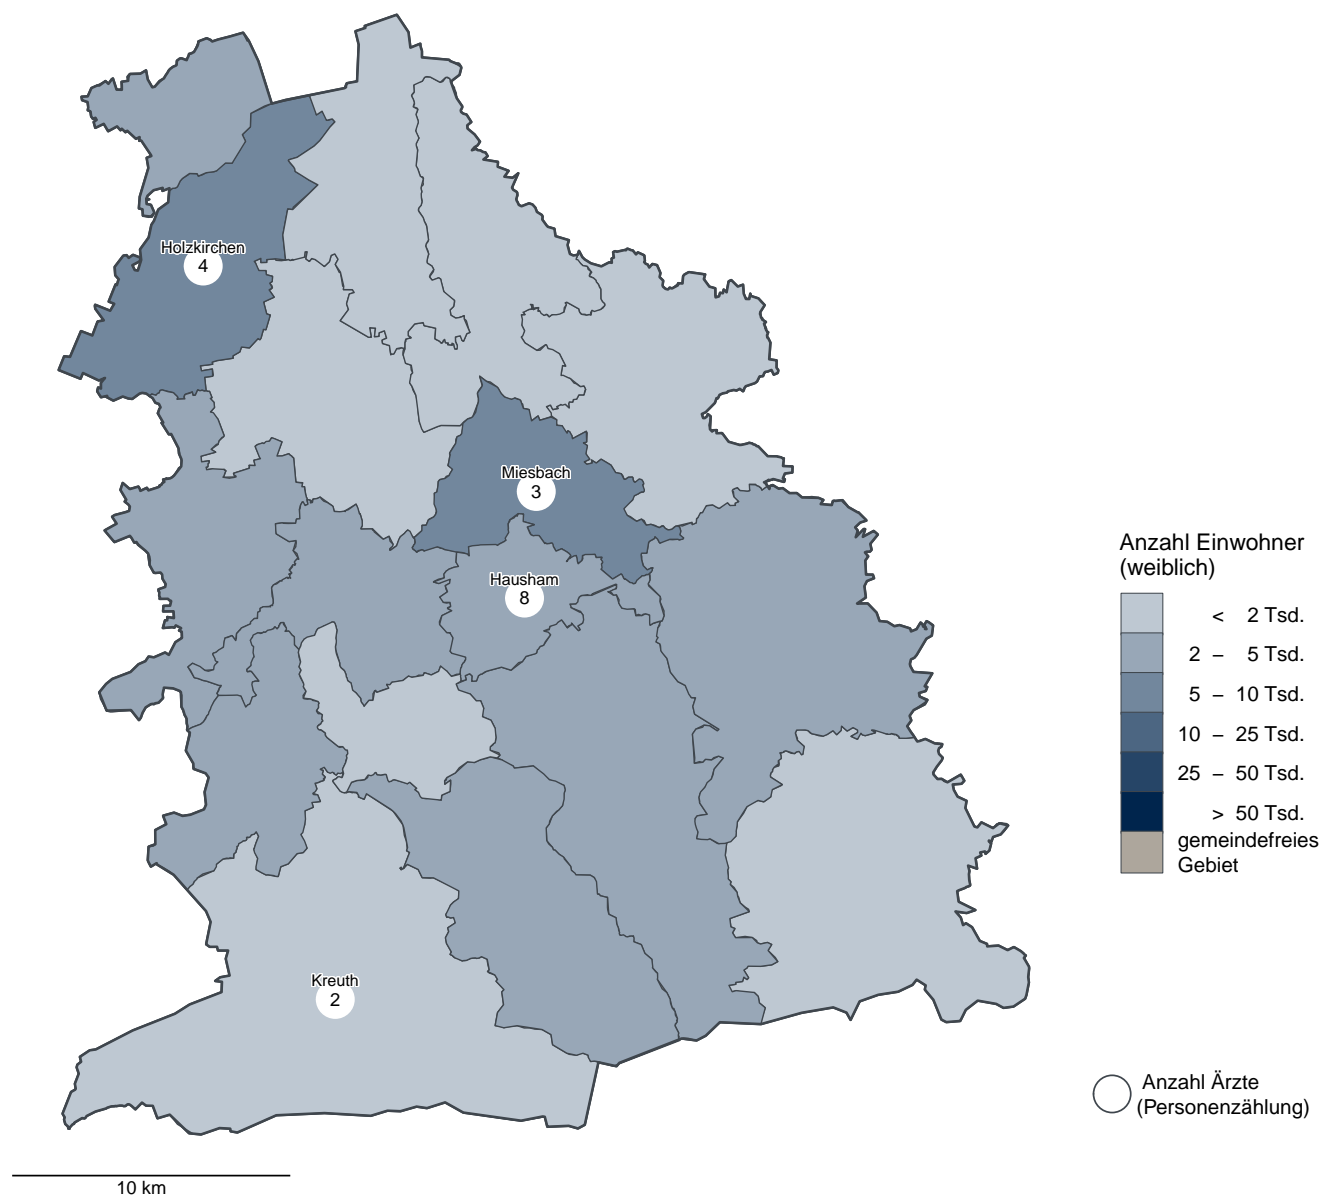 Holzkirchen
4
Miesbach
3
Hausham
8
Kreuth
2
Anzahl Einwohner
(weiblich)
< 2 Tsd.
2 – 5 Tsd.
5 – 10 Tsd.
10 – 25 Tsd.
25 – 50 Tsd.
> 50 Tsd.
gemeindefreies
Gebiet
Anzahl Ärzte
(Personenzählung)
10 km